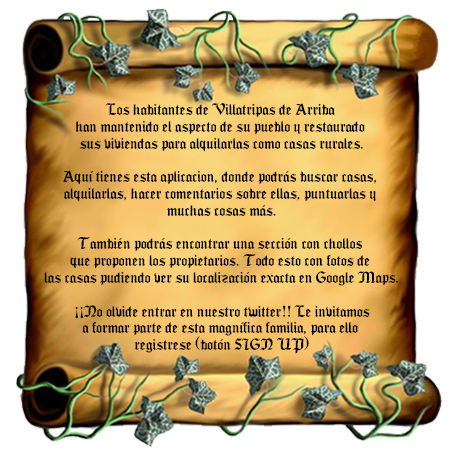 Los habitantes de Villatripas de Arriba
han mantenido el aspecto de su pueblo y restaurado
sus viviendas para alquilarlas como casas rurales.
Aquí tienes esta aplicacion, donde podrás buscar casas,
alquilarlas, hacer comentarios sobre ellas, puntuarlas y
muchas cosas más.
También podrás encontrar una sección con chollos
que proponen los propietarios. Todo esto con fotos de
las casas pudiendo ver su localización exacta en Google Maps.
¡¡No olvide entrar en nuestro twitter!! Le invitamos
a formar parte de esta magnífica familia, para ello
registrese (botón SIGN UP)